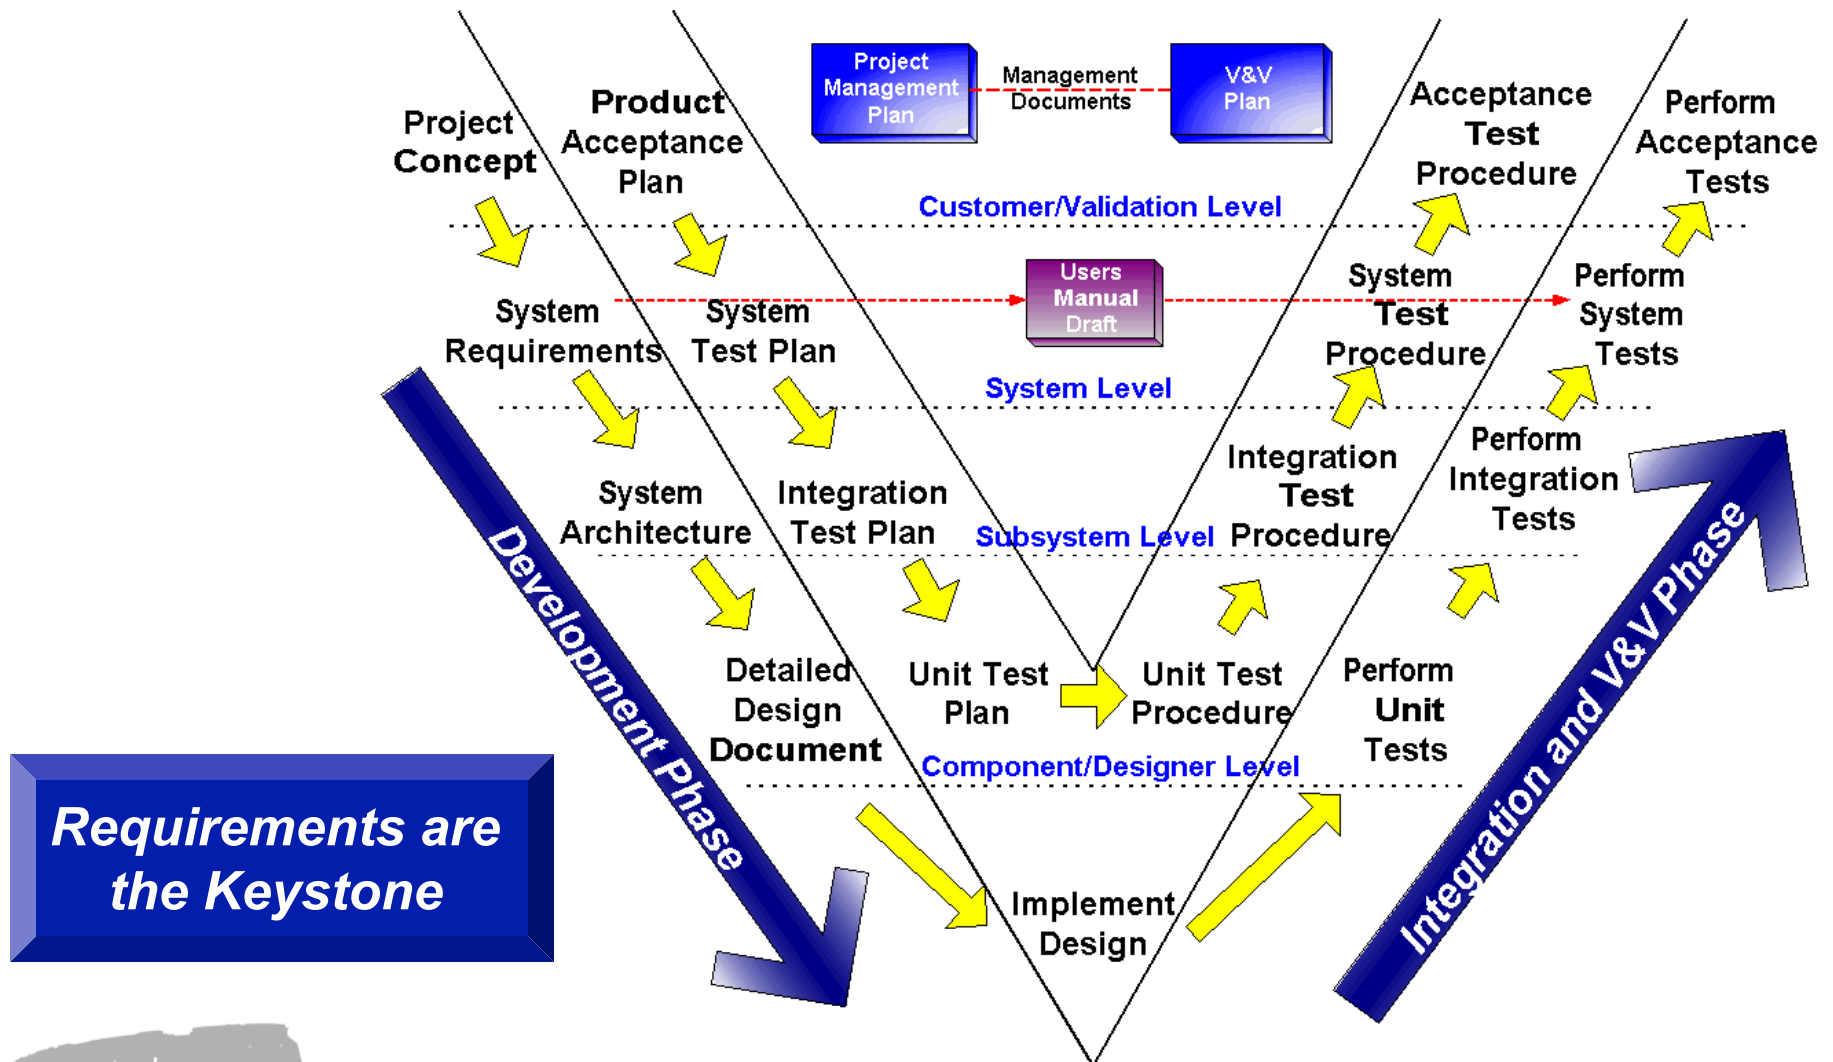 Project
Concept
Product
Acceptance
Plan
Project
Management
Plan
Management
Documents
V&V
Plan
Acceptance
Test
Procedure
Perform
Acceptance
Tests
Customer/Validation Level
System
Requirements
System
Test Plan
Users
Manual
Draft
System
Test
Procedure
Perform
System
Tests
System Level
System
Architecture
Integration
Test Plan
Subsystem Level
Integration
Test
Procedure
Perform
Integration
Tests
Development Phase
Detailed
Design
Document
Unit Test
Plan
Unit Test
Procedure
Perform
Unit
Tests
Integration and V&V Phase
Component/Designer Level
Requirements are
the Keystone
Implement
Design